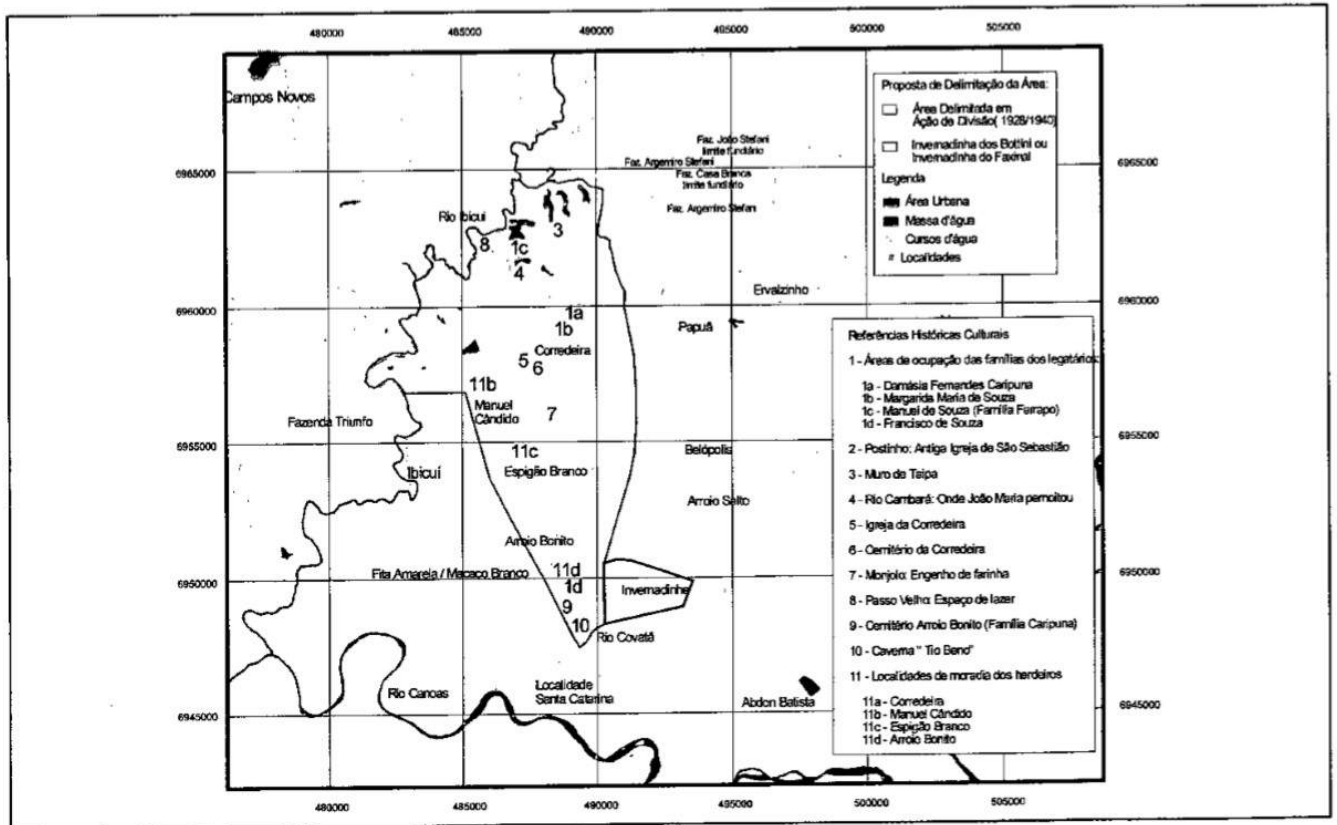 480000 485000 490000 495000 500000 505000
Campos Novos
Proposta de Delimitação da Área:
Área Delimitada em
Ação de Divisão( 1928/1940)
Invernadinha dos Bottini ou
Invernadinha do Faxinal
Legenda
Área Urbana
Massa d'água
Cursos d'água
# Localidades
Faz. João Stefani
limite fundiário
Faz. Argemiro Stefani
Faz. Casa Branca
limite fundiário
Faz. Argemiro Stefani
6965000 6965000
Rio Ibicuí
8
3
1c
4
Ervalzinho
6960000 6960000
1a
1b
Papuã
Corredeira
5
6
11b
Manuel
Cândido
7
Fazenda Triunfo
6955000 6955000
11c
Belópolis
Ibicuí
Espigão Branco
Arroio Salto
Arroio Bonito
11d
Fita Amarela / Macaco Branco
6950000 6950000
1d
Invernadinha
9
10
Rio Covatã
Rio Canoas
Localidade
Santa Catarina
Abdon Batista
6945000 6945000
Referências Históricas Culturais
1 - Áreas de ocupação das famílias dos legatários
1a - Damásia Fernandes Caripuna
1b - Margarida Maria de Souza
1c - Manuel de Souza (Família Farrapo)
1d - Francisco de Souza
2 - Postinho: Antiga Igreja de São Sebastião
3 - Muro de Taipa
4 - Rio Cambará: Onde João Maria pernoitou
5 - Igreja da Corredeira
6 - Cemitério da Corredeira
7 - Monjolo: Engenho de farinha
8 - Passo Velho: Espaço de lazer
9 - Cemitério Arroio Bonito (Família Caripuna)
10 - Caverna " Tio Beno"
11 - Localidades de moradia dos herdeiros
11a - Corredeira
11b - Manuel Cândido
11c - Espigão Branco
11d - Arroio Bonito
480000 485000 490000 495000 500000 505000